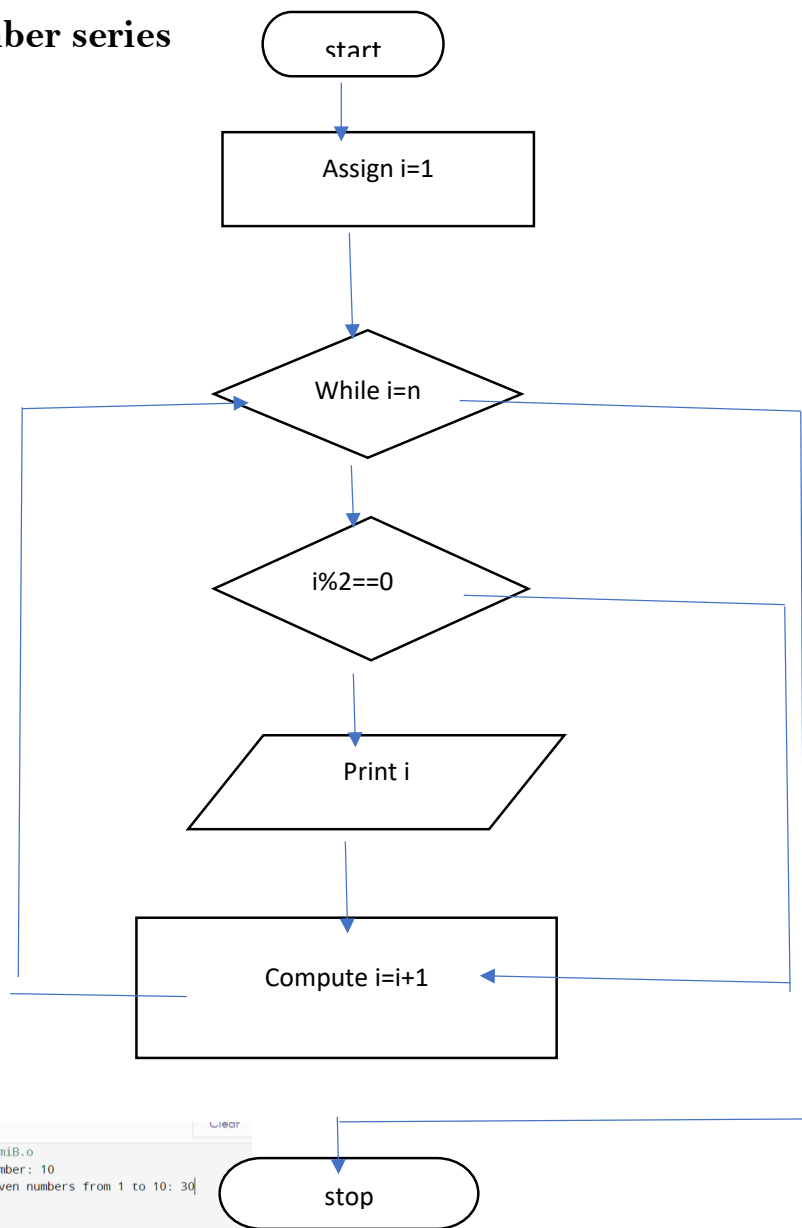 ber series
start
Assign i=1
While i=n
i%2==0
Print i
Compute i=i+1
Clear
miB.o
mber: 10
ven numbers from 1 to 10: 30
stop